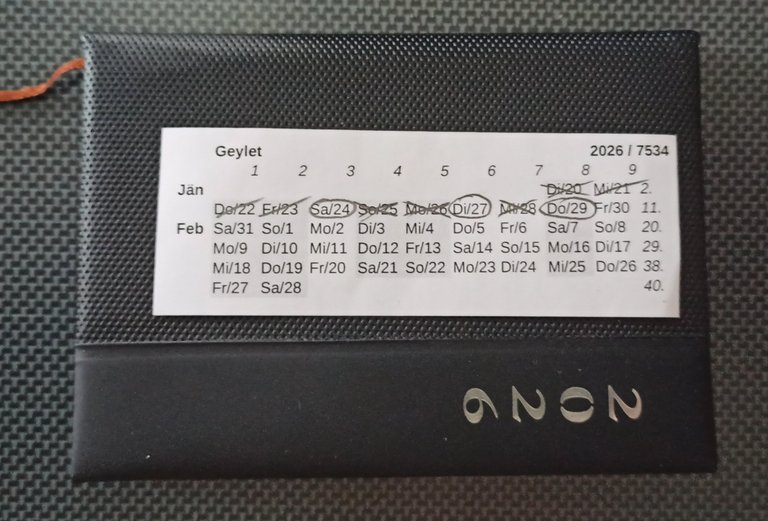 Geylet 2026 / 7534
1 2 3 4 5 6 7 8 9
Jän Di/20 Mi/21 2.
Do/22 Fr/23 Sa/24 So/25 Mo/26 Di/27 Mi/28 Do/29 Fr/30 11.
Feb Sa/31 So/1 Mo/2 Di/3 Mi/4 Do/5 Fr/6 Sa/7 So/8 20.
Mo/9 Di/10 Mi/11 Do/12 Fr/13 Sa/14 So/15 Mo/16 Di/17 29.
Mi/18 Do/19 Fr/20 Sa/21 So/22 Mo/23 Di/24 Mi/25 Do/26 38.
Fr/27 Sa/28 40.
2026